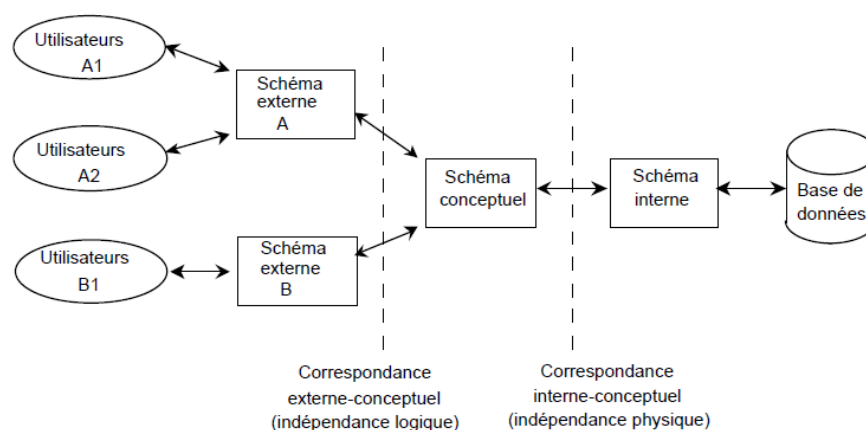 Utilisateurs
A1
Schéma
externe
A
Utilisateurs
A2
Schéma
conceptuel
Schéma
interne
Base de
données
Utilisateurs
B1
Schéma
externe
B
Correspondance
externe-conceptuel
(indépendance logique)
Correspondance
interne-conceptuel
(indépendance physique)